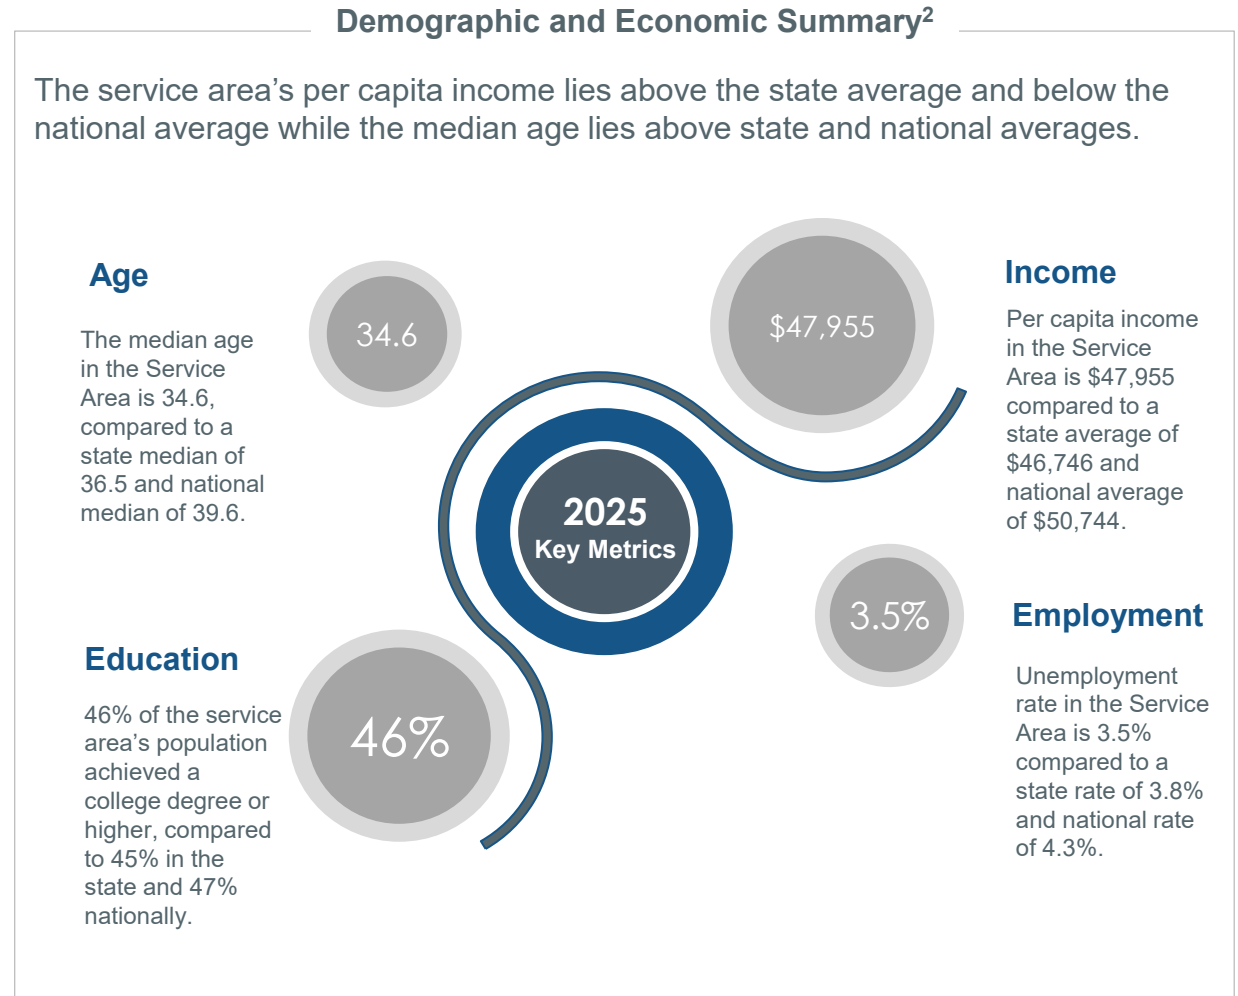 Demographic and Economic Summary²
The service area's per capita income lies above the state average and below the
national average while the median age lies above state and national averages.
Age
The median age
in the Service
Area is 34.6,
compared to a
state median of
36.5 and national
median of 39.6.
34.6
$47,955
Income
Per capita income
in the Service
Area is $47,955
compared to a
state average of
$46,746 and
national average
of $50,744.
2025
Key Metrics
Education
46% of the service
area's population
achieved a
college degree or
higher, compared
to 45% in the
state and 47%
nationally.
46%
3.5%
Employment
Unemployment
rate in the Service
Area is 3.5%
compared to a
state rate of 3.8%
and national rate
of 4.3%.